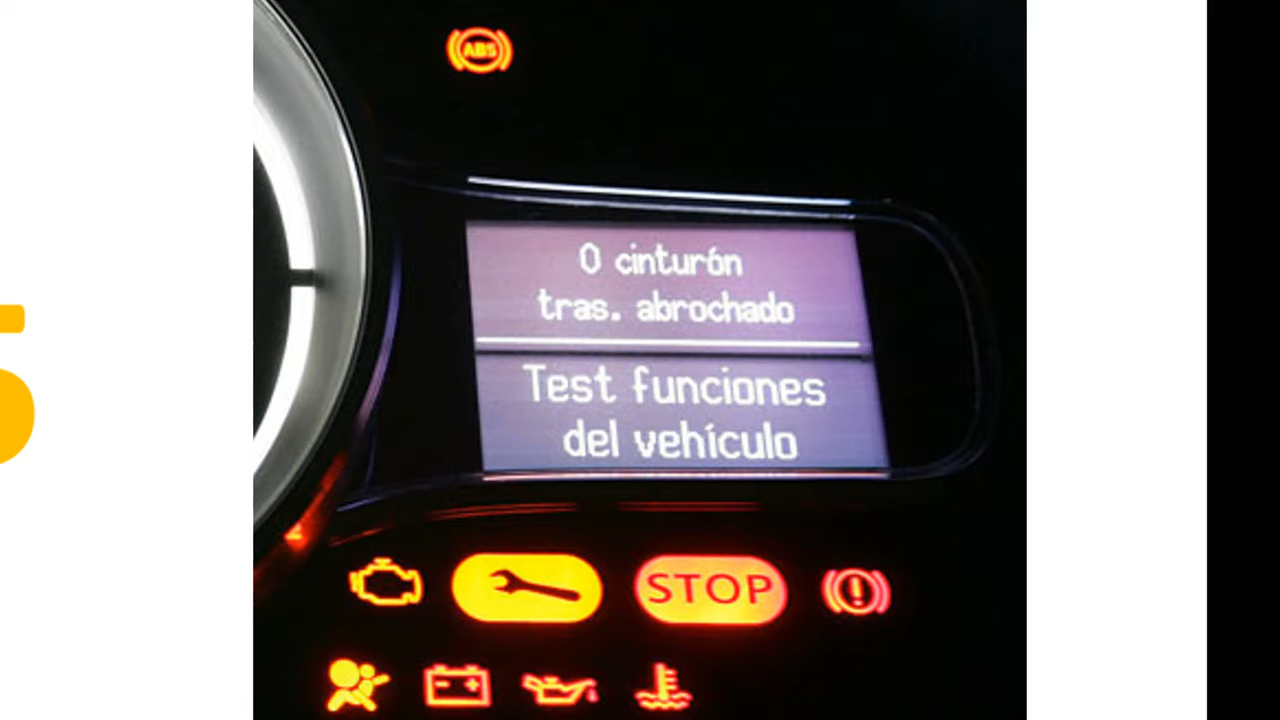 ABS
0 cinturón
tras. abrochado
Test funciones
del vehículo
STOP